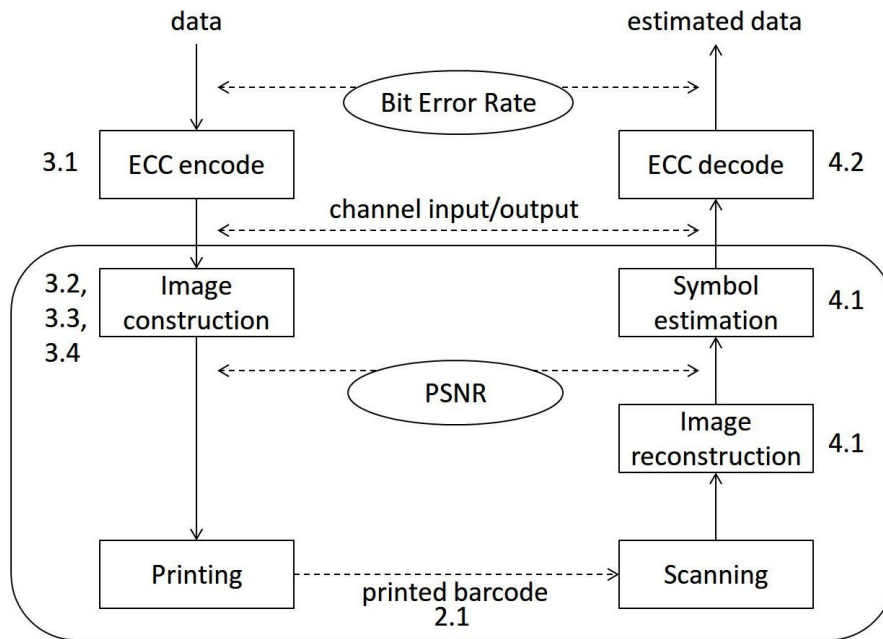 data
estimated data
Bit Error Rate
3.1
ECC encode
ECC decode
4.2
channel input/output
3.2,
3.3,
3.4
Image
construction
Symbol
estimation
4.1
PSNR
Image
reconstruction
4.1
Printing
printed barcode
2.1
Scanning